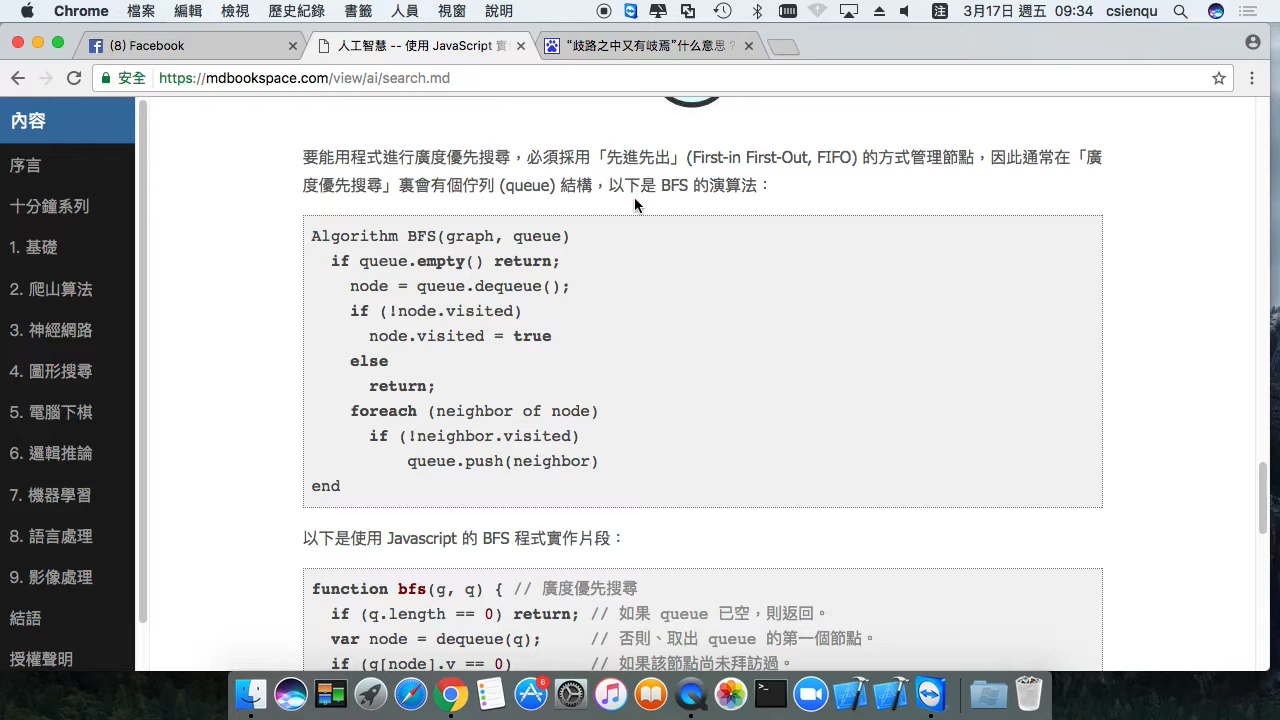 Chrome 檔案 編輯 檢視 歷史紀錄 書籤 人員 視窗 說明 注 3月17日 週五 09:34 csienqu
(8) Facebook 人工智慧 -- 使用 JavaScript 實 “歧路之中又有岐焉”什么意思？
安全 https://mdbookspace.com/view/ai/search.md
內容
序言
十分鐘系列
1. 基礎
2. 爬山算法
3. 神經網路
4. 圖形搜尋
5. 電腦下棋
6. 邏輯推論
7. 機器學習
8. 語言處理
9. 影像處理
結語
授權聲明
要能用程式進行廣度優先搜尋，必須採用「先進先出」(First-in First-Out, FIFO) 的方式管理節點，因此通常在「廣
度優先搜尋」裏會有個佇列 (queue) 結構，以下是 BFS 的演算法：
Algorithm BFS(graph, queue)
if queue.empty() return;
node = queue.dequeue();
if (!node.visited)
node.visited = true
else
return;
foreach (neighbor of node)
if (!neighbor.visited)
queue.push(neighbor)
end
以下是使用 Javascript 的 BFS 程式實作片段：
function bfs(g, q) { // 廣度優先搜尋
if (q.length == 0) return; // 如果 queue 已空，則返回。
var node = dequeue(q); // 否則、取出 queue 的第一個節點。
if (g[node].v == 0) // 如果該節點尚未拜訪過。
6